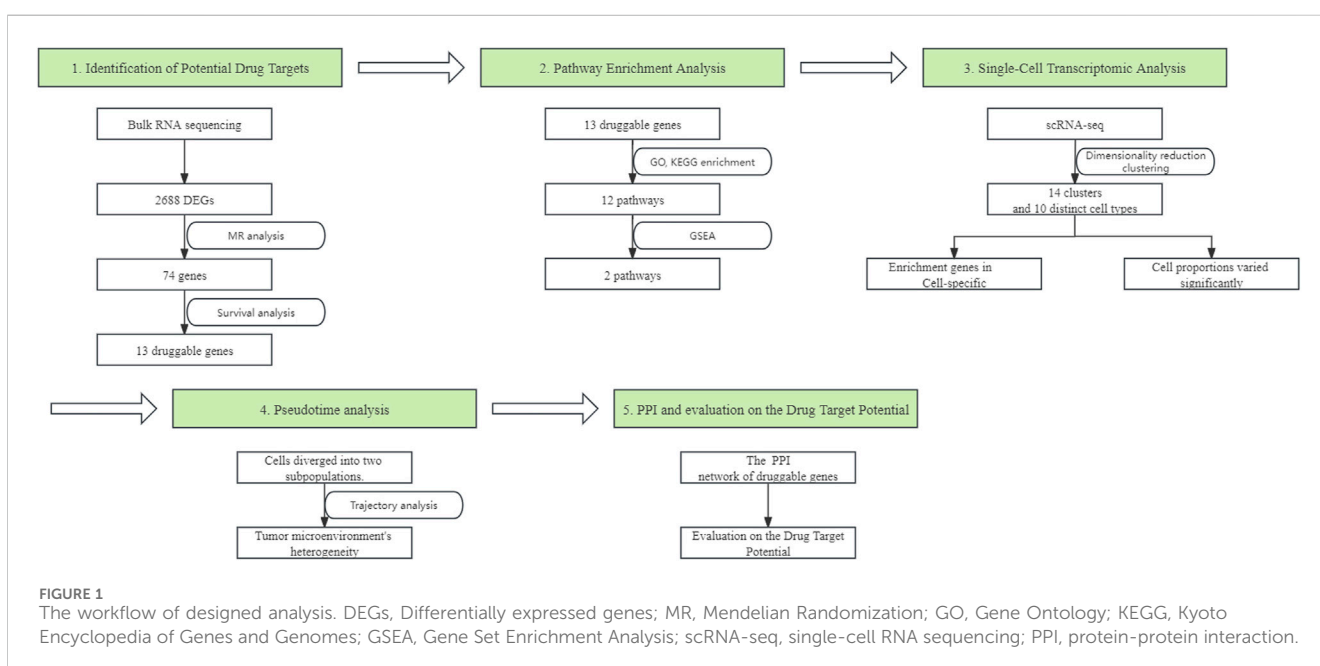 1. Identification of Potential Drug Targets
Bulk RNA sequencing
2688 DEGs
MR analysis
74 genes
Survival analysis
13 druggable genes
2. Pathway Enrichment Analysis
13 druggable genes
GO, KEGG enrichment
12 pathways
GSEA
2 pathways
3. Single-Cell Transcriptomic Analysis
scRNA-seq
Dimensionality reduction
clustering
14 clusters
and 10 distinct cell types
Enrichment genes in
Cell-specific
Cell proportions varied
significantly
4. Pseudotime analysis
Cells diverged into two
subpopulations.
Trajectory analysis
Tumor microenvironment's
heterogeneity
5. PPI and evaluation on the Drug Target Potential
The PPI
network of druggable genes
Evaluation on the Drug Target
Potential
FIGURE 1
The workflow of designed analysis. DEGs, Differentially expressed genes; MR, Mendelian Randomization; GO, Gene Ontology; KEGG, Kyoto
Encyclopedia of Genes and Genomes; GSEA, Gene Set Enrichment Analysis; scRNA-seq, single-cell RNA sequencing; PPI, protein-protein interaction.